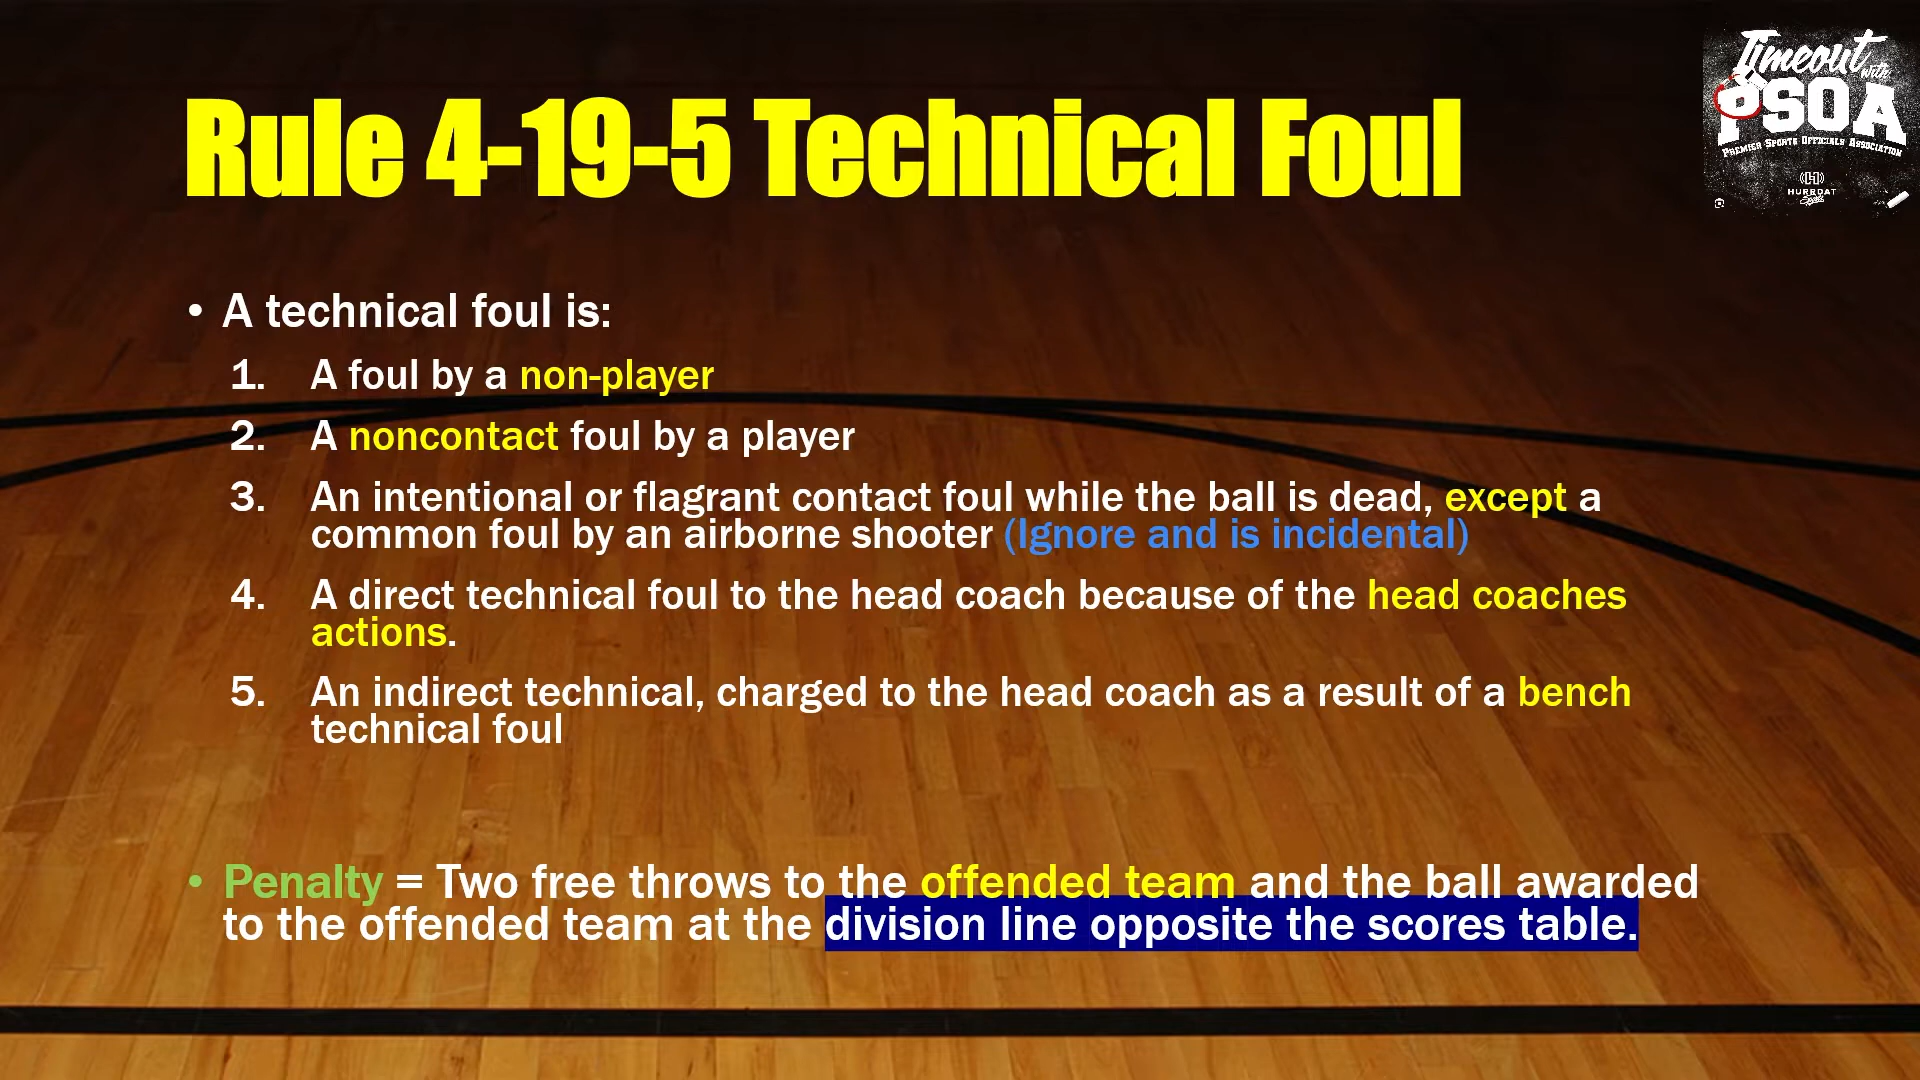 Timeout with
PSOA
Premier Sports Officials Association
HURRDAT
Sports
Rule 4-19-5 Technical Foul
• A technical foul is:
1. A foul by a non-player
2. A noncontact foul by a player
3. An intentional or flagrant contact foul while the ball is dead, except a
common foul by an airborne shooter (Ignore and is incidental)
4. A direct technical foul to the head coach because of the head coaches
actions.
5. An indirect technical, charged to the head coach as a result of a bench
technical foul
• Penalty = Two free throws to the offended team and the ball awarded
to the offended team at the division line opposite the scores table.